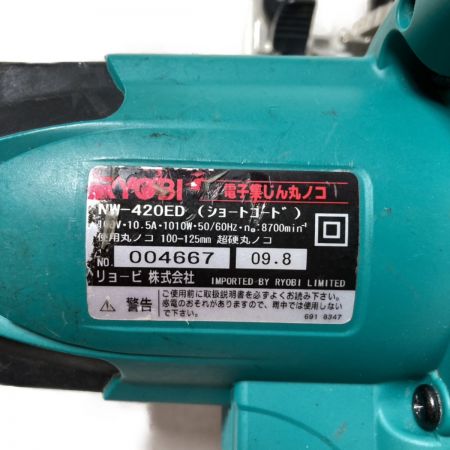 RYOBI 電子集じん丸ノコ
NW-420ED (ショートコード)
100V・10.5A・1010W・50/60HZ・n₀8700min⁻¹
使用丸ノコ 100-125mm 超硬丸ノコ
NO. 004667 09.8
リョービ 株式会社 IMPORTED BY RYOBI LIMITED
⚠ 警告 ご使用前に取扱説明書を必ずよくお読み下さい。
感電のおそれがありますので、雨中では使用しない
で下さい。 691 8347